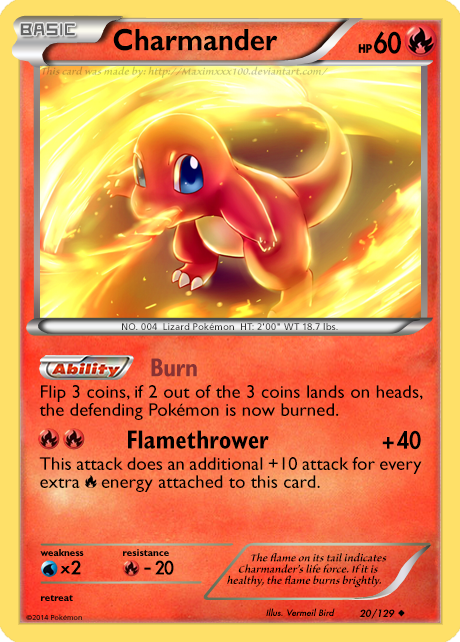 BASIC
Charmander
HP60
This card was made by: http://Maximxxx100.deviantart.com/
NO. 004 Lizard Pokémon HT: 2'00" WT 18.7 lbs.
Ability Burn
Flip 3 coins, if 2 out of the 3 coins lands on heads,
the defending Pokémon is now burned.
Flamethrower +40
This attack does an additional +10 attack for every
extra energy attached to this card.
weakness
x2
resistance
- 20
retreat
The flame on its tail indicates
Charmander's life force. If it is
healthy, the flame burns brightly.
©2014 Pokémon
Illus. Vermeil Bird
20/129